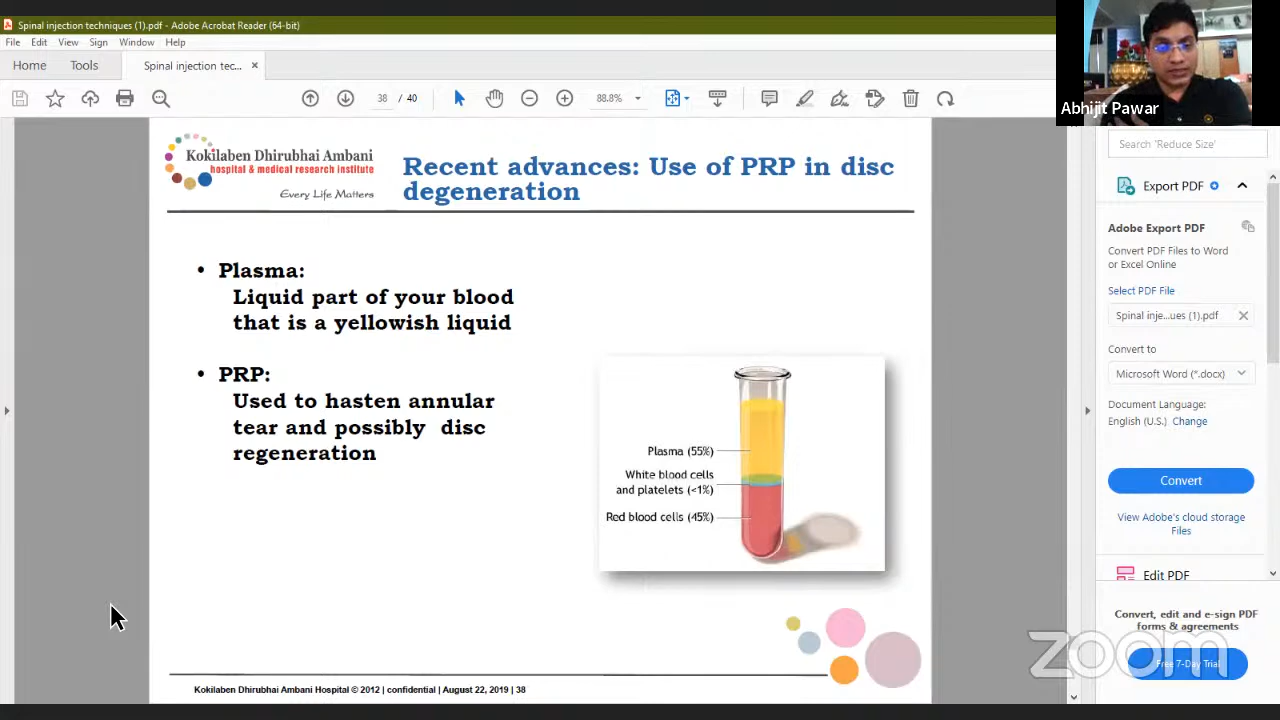 Spinal injection techniques (1).pdf - Adobe Acrobat Reader (64-bit)
File Edit View Sign Window Help
Home Tools Spinal injection tec... ×
38 / 40 88.8%
Abhijit Pawar
Search 'Reduce Size'
Export PDF
Adobe Export PDF
Convert PDF Files to Word
or Excel Online
Select PDF File
Spinal inje...ues (1).pdf
Convert to
Microsoft Word (*.docx)
Document Language:
English (U.S.) Change
Convert
View Adobe's cloud storage
Files
Edit PDF
Convert, edit and e-sign PDF
forms & agreements
Free 7-Day Trial
zoom
Kokilaben Dhirubhai Ambani
hospital & medical research institute
Every Life Matters
Recent advances: Use of PRP in disc
degeneration
• Plasma:
Liquid part of your blood
that is a yellowish liquid
• PRP:
Used to hasten annular
tear and possibly disc
regeneration
Plasma (55%)
White blood cells
and platelets (<1%)
Red blood cells (45%)
Kokilaben Dhirubhai Ambani Hospital © 2012 | confidential | August 22, 2019 | 38